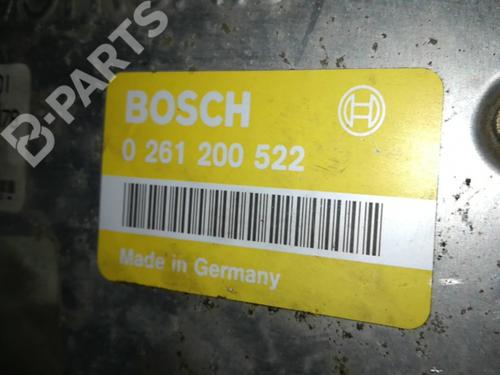 B-PARTS
BOSCH
0 261 200 522
Made in Germany